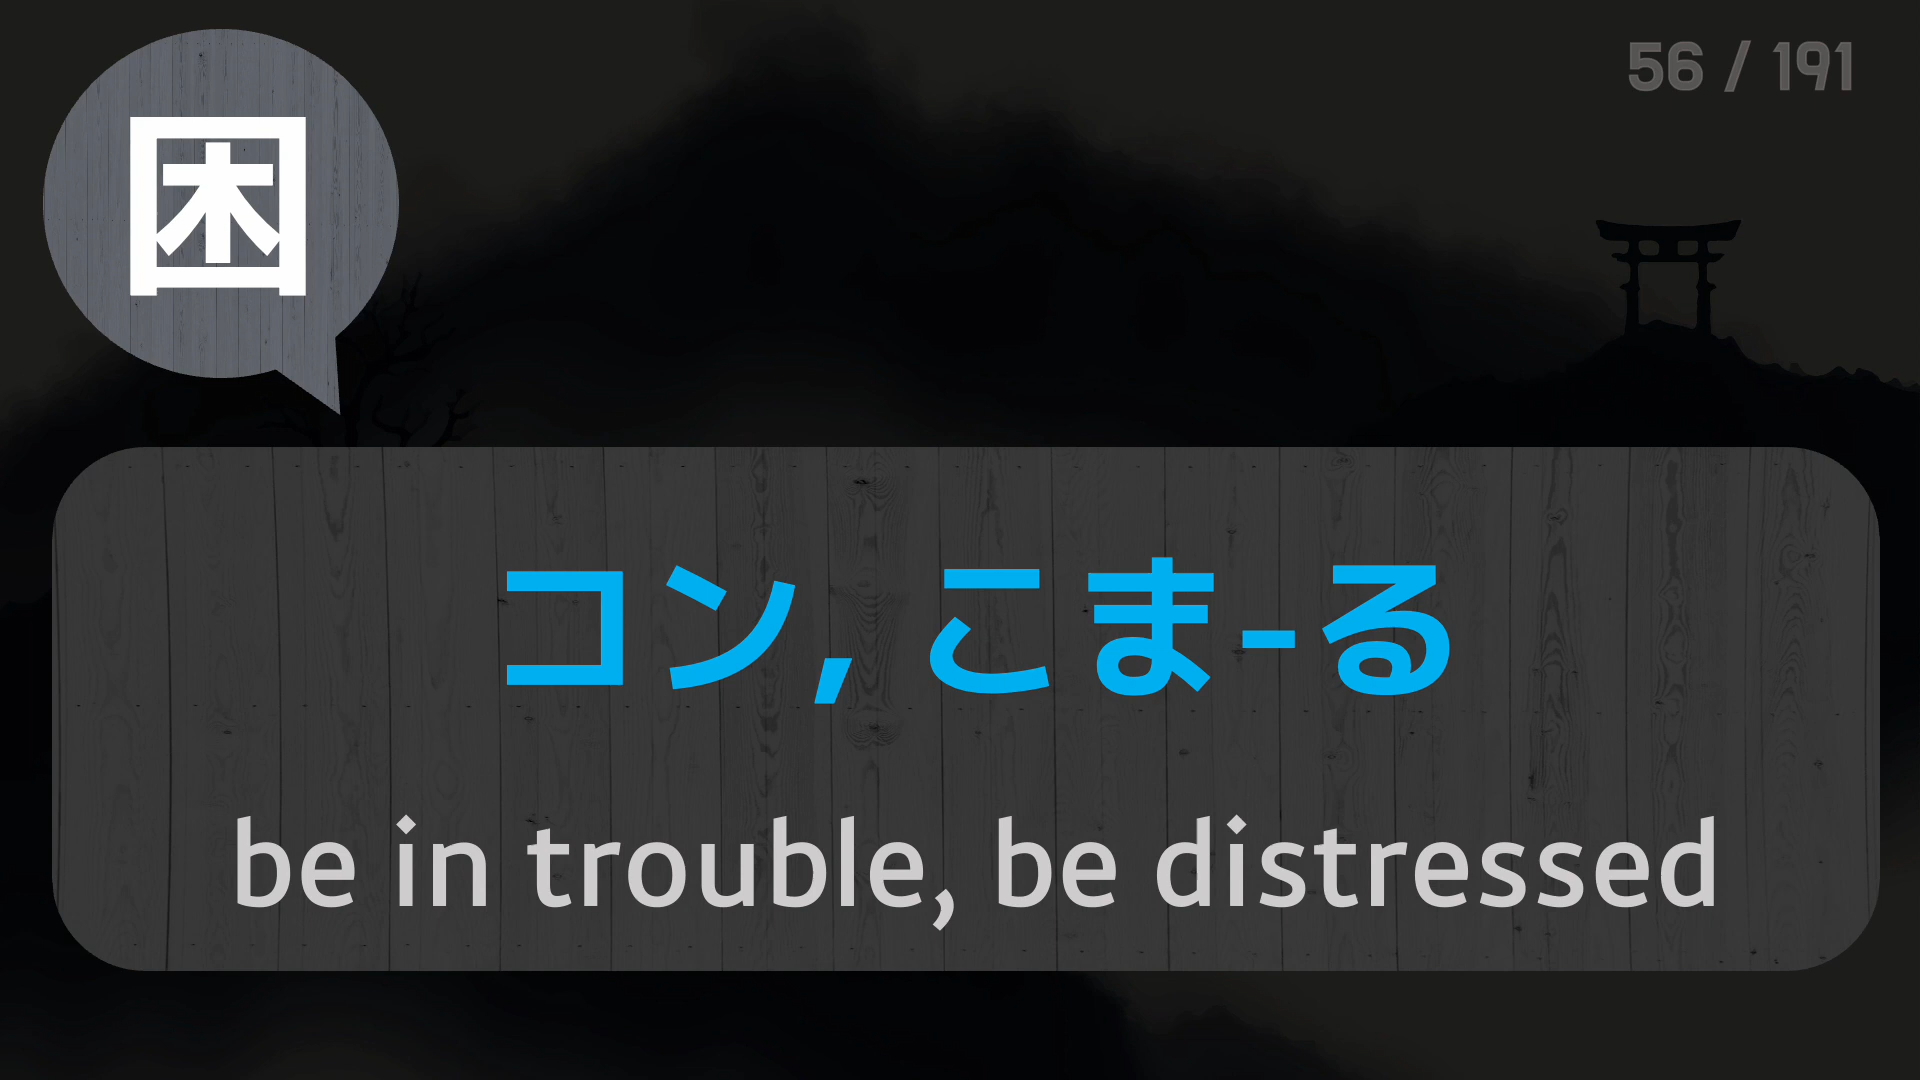 困
56 / 191
コン, こま-る
be in trouble, be distressed